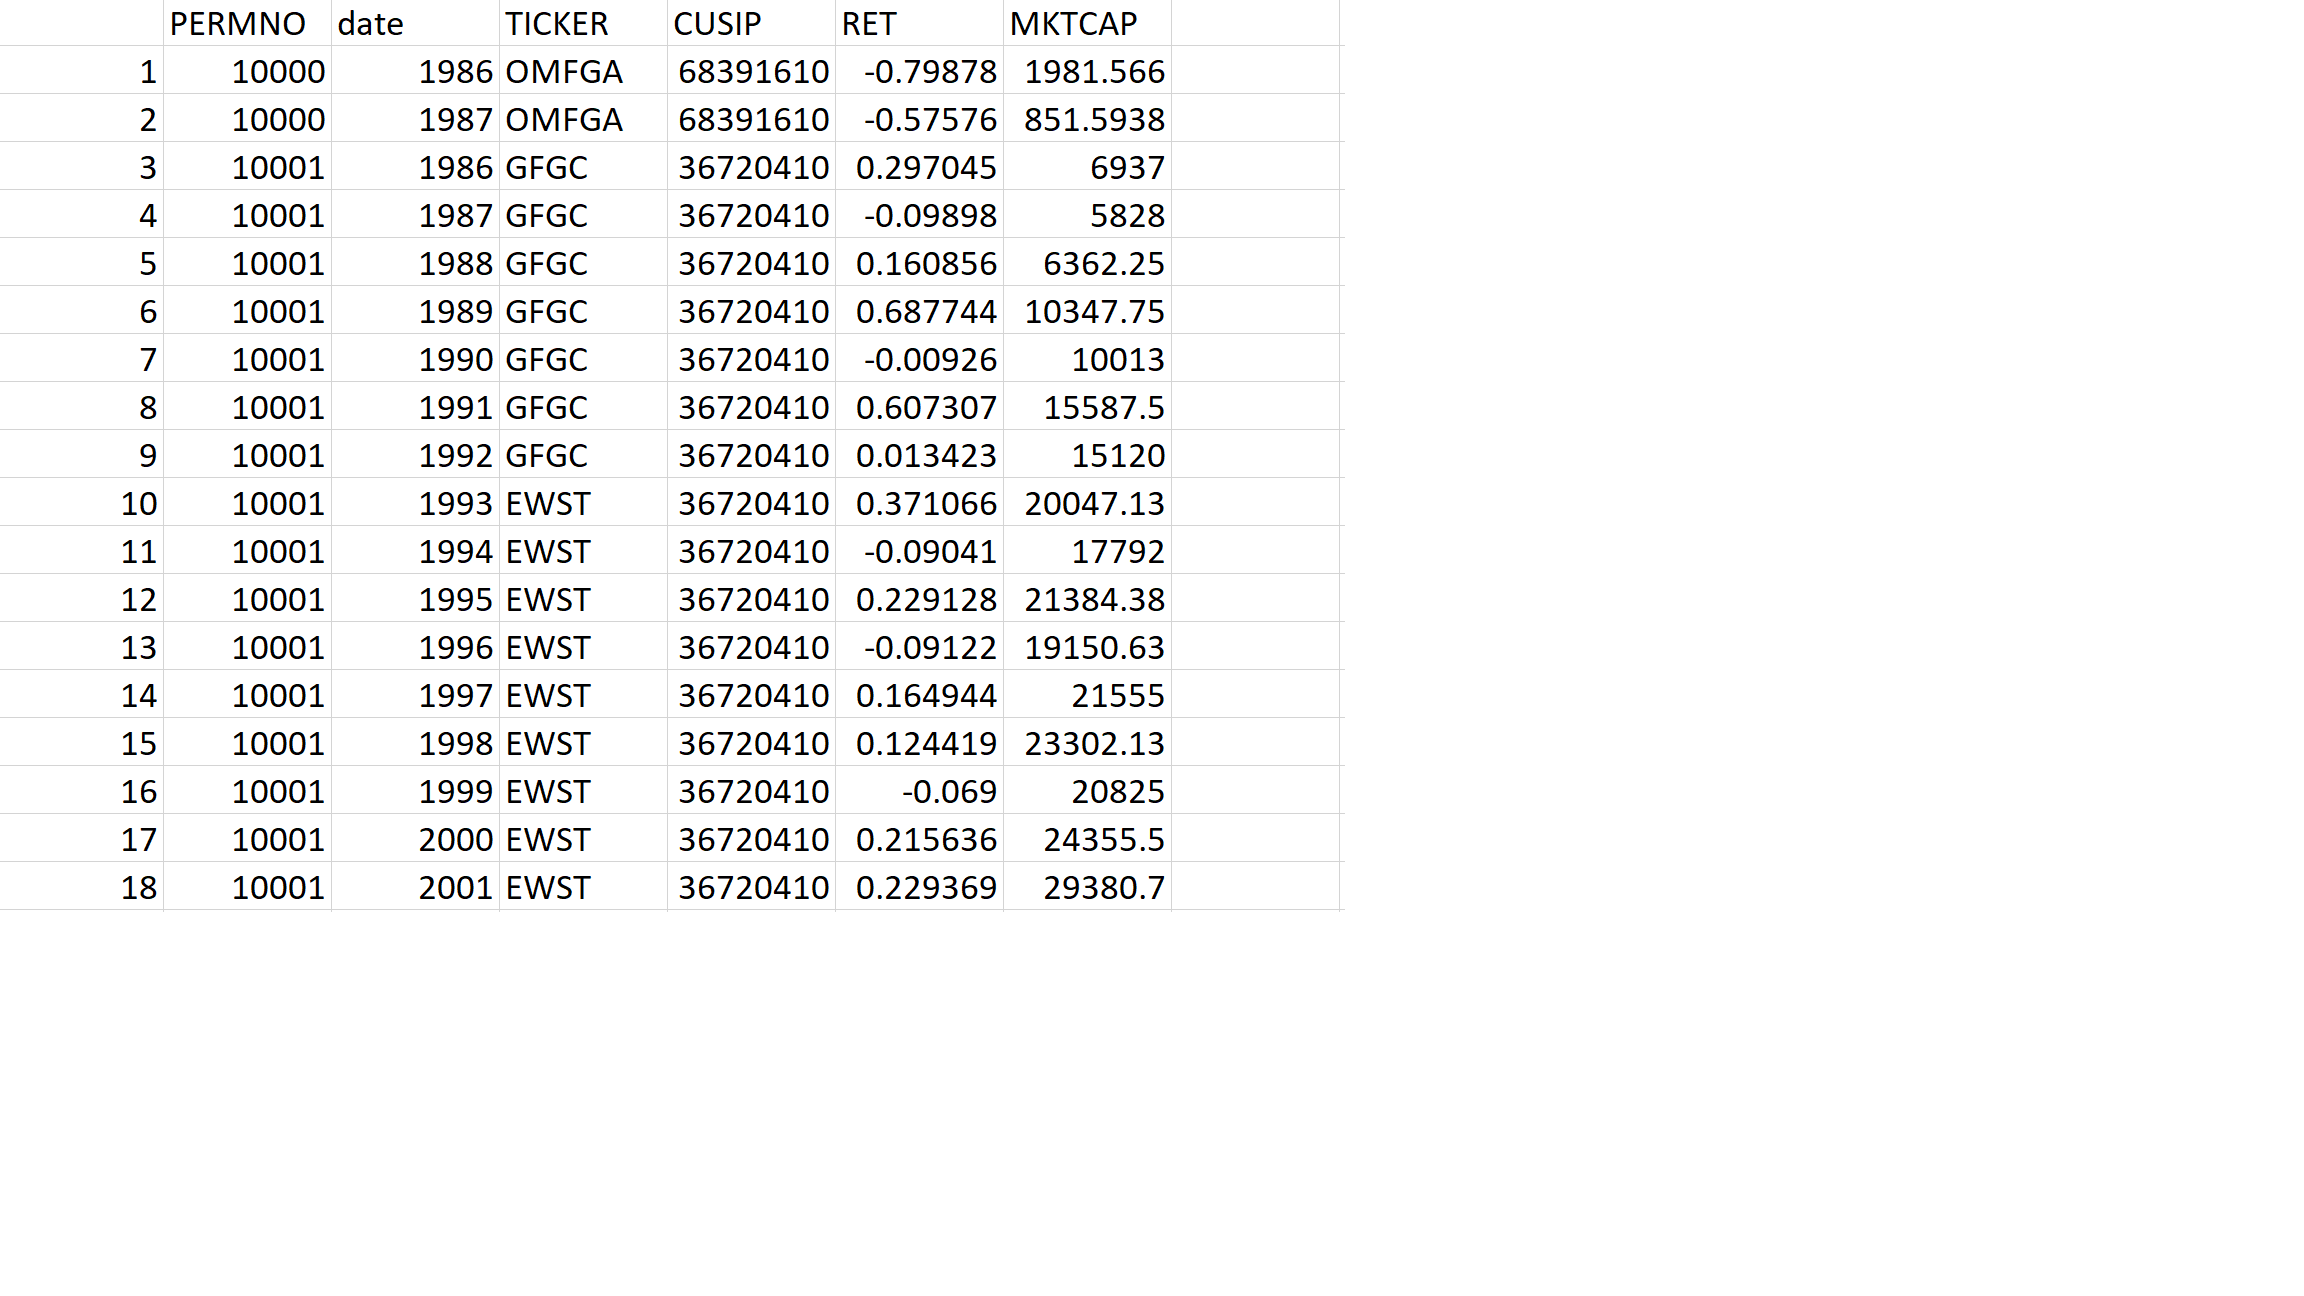 PERMNO date TICKER CUSIP RET MKTCAP
1 10000 1986 OMFGA 68391610 -0.79878 1981.566
2 10000 1987 OMFGA 68391610 -0.57576 851.5938
3 10001 1986 GFGC 36720410 0.297045 6937
4 10001 1987 GFGC 36720410 -0.09898 5828
5 10001 1988 GFGC 36720410 0.160856 6362.25
6 10001 1989 GFGC 36720410 0.687744 10347.75
7 10001 1990 GFGC 36720410 -0.00926 10013
8 10001 1991 GFGC 36720410 0.607307 15587.5
9 10001 1992 GFGC 36720410 0.013423 15120
10 10001 1993 EWST 36720410 0.371066 20047.13
11 10001 1994 EWST 36720410 -0.09041 17792
12 10001 1995 EWST 36720410 0.229128 21384.38
13 10001 1996 EWST 36720410 -0.09122 19150.63
14 10001 1997 EWST 36720410 0.164944 21555
15 10001 1998 EWST 36720410 0.124419 23302.13
16 10001 1999 EWST 36720410 -0.069 20825
17 10001 2000 EWST 36720410 0.215636 24355.5
18 10001 2001 EWST 36720410 0.229369 29380.7